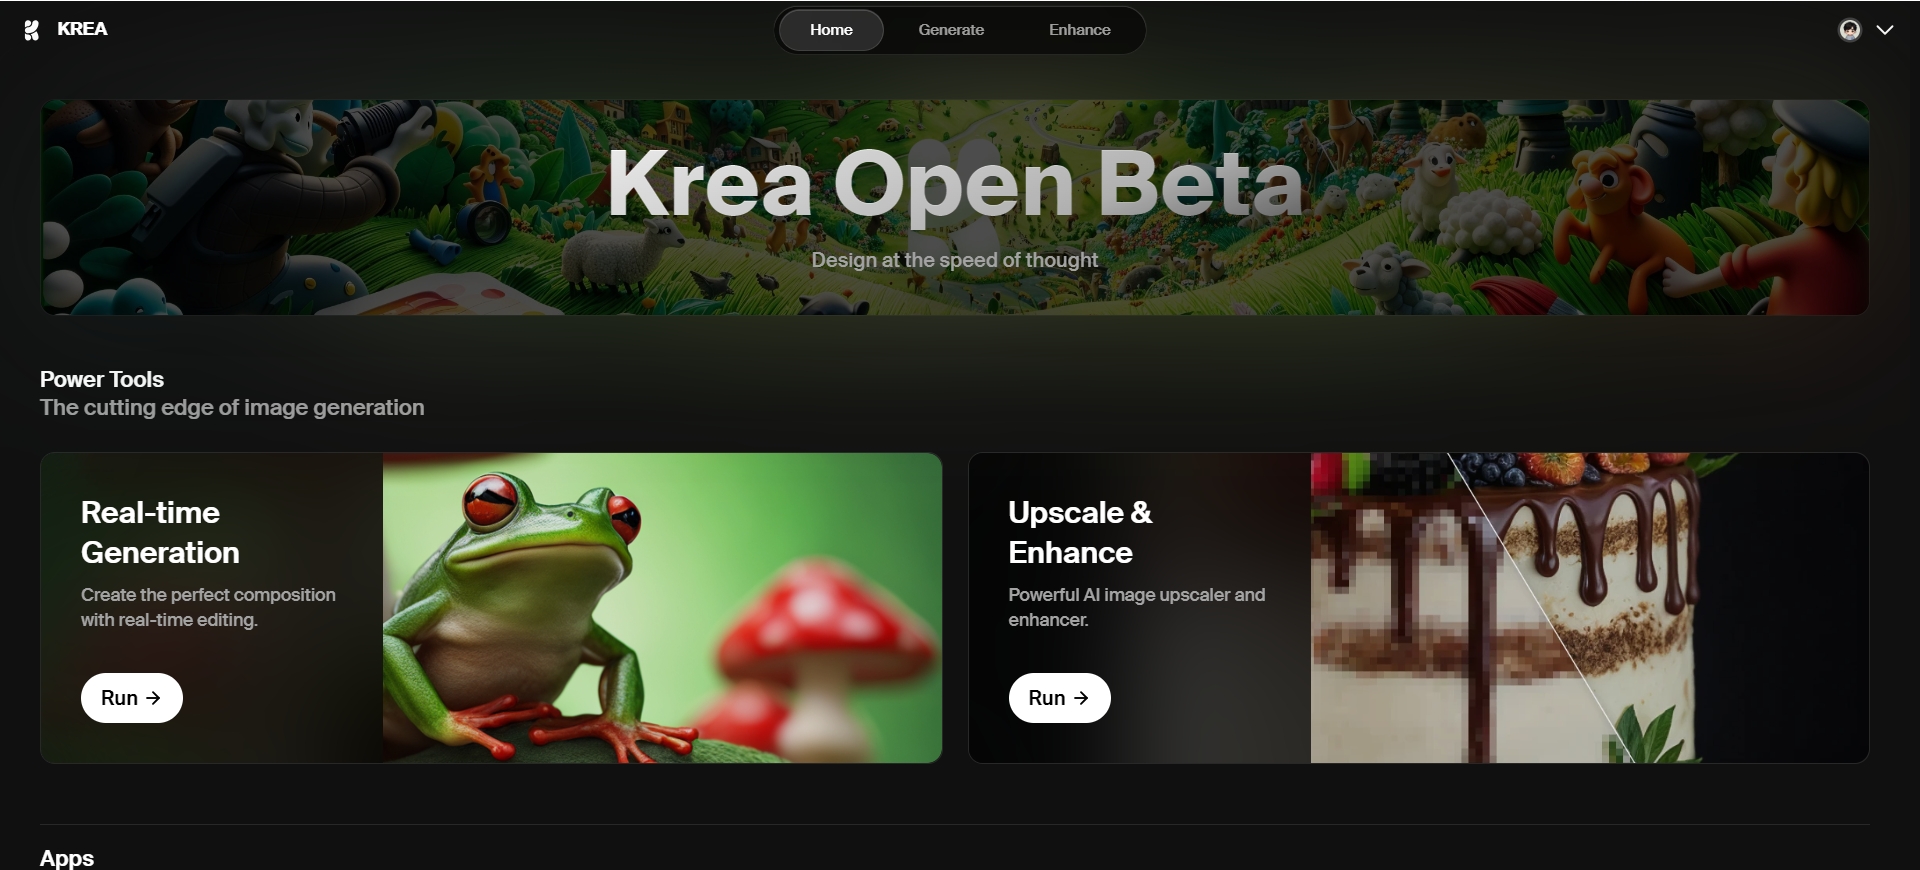 KREA
Home
Generate
Enhance
Krea Open Beta
Design at the speed of thought
Power Tools
The cutting edge of image generation
Real-time
Generation
Create the perfect composition
with real-time editing.
Run →
Upscale &
Enhance
Powerful AI image upscaler and
enhancer.
Run →
Apps